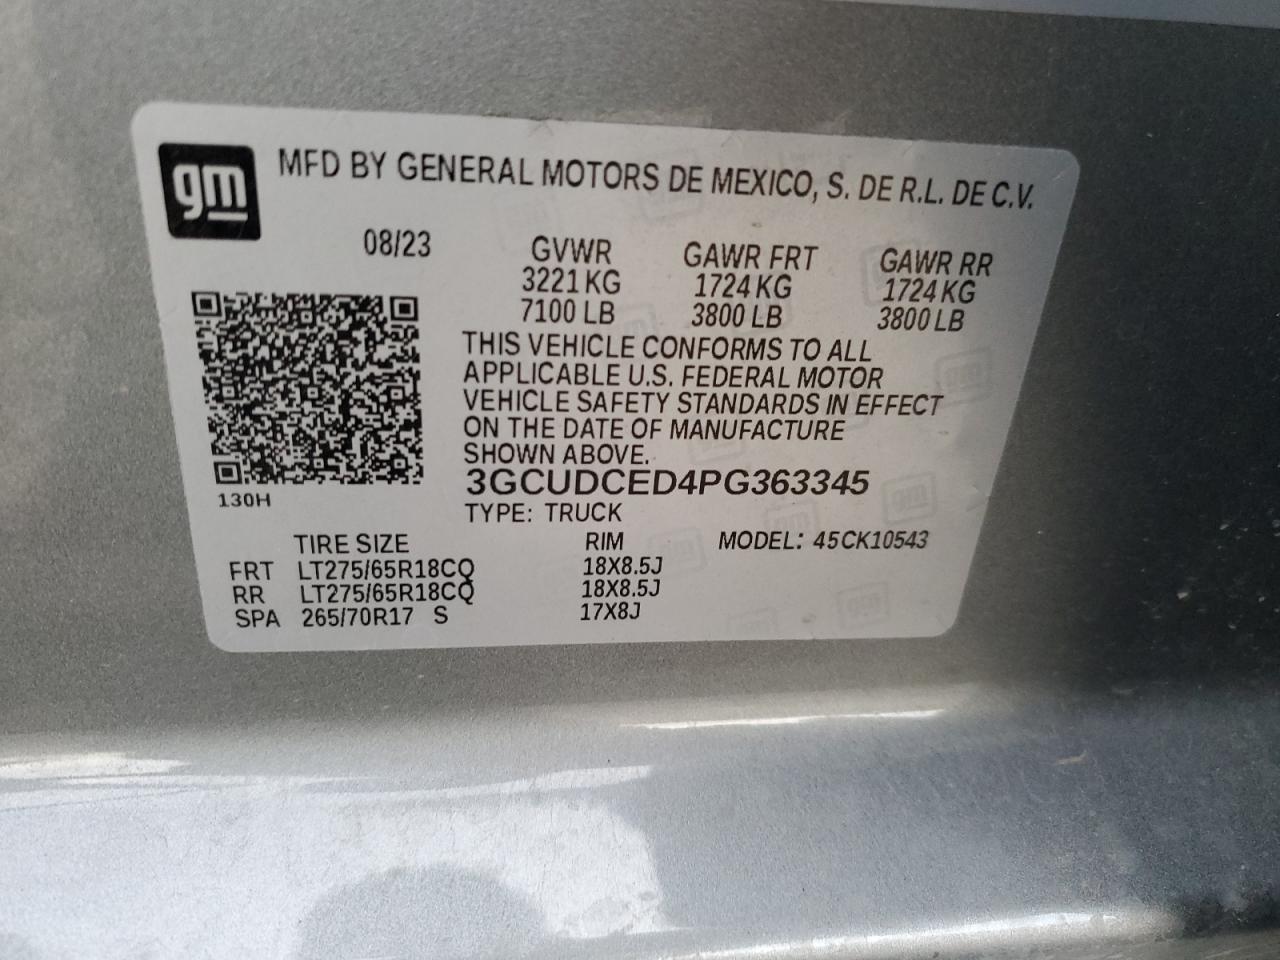 gm
MFD BY GENERAL MOTORS DE MEXICO, S. DE R.L. DE C.V.
08/23 GVWR GAWR FRT GAWR RR
3221 KG 1724 KG 1724 KG
7100 LB 3800 LB 3800 LB
THIS VEHICLE CONFORMS TO ALL
APPLICABLE U.S. FEDERAL MOTOR
VEHICLE SAFETY STANDARDS IN EFFECT
ON THE DATE OF MANUFACTURE
SHOWN ABOVE.
3GCUDCED4PG363345
130H
TYPE: TRUCK
TIRE SIZE RIM MODEL: 45CK10543
FRT LT275/65R18CQ 18X8.5J
RR LT275/65R18CQ 18X8.5J
SPA 265/70R17 S 17X8J